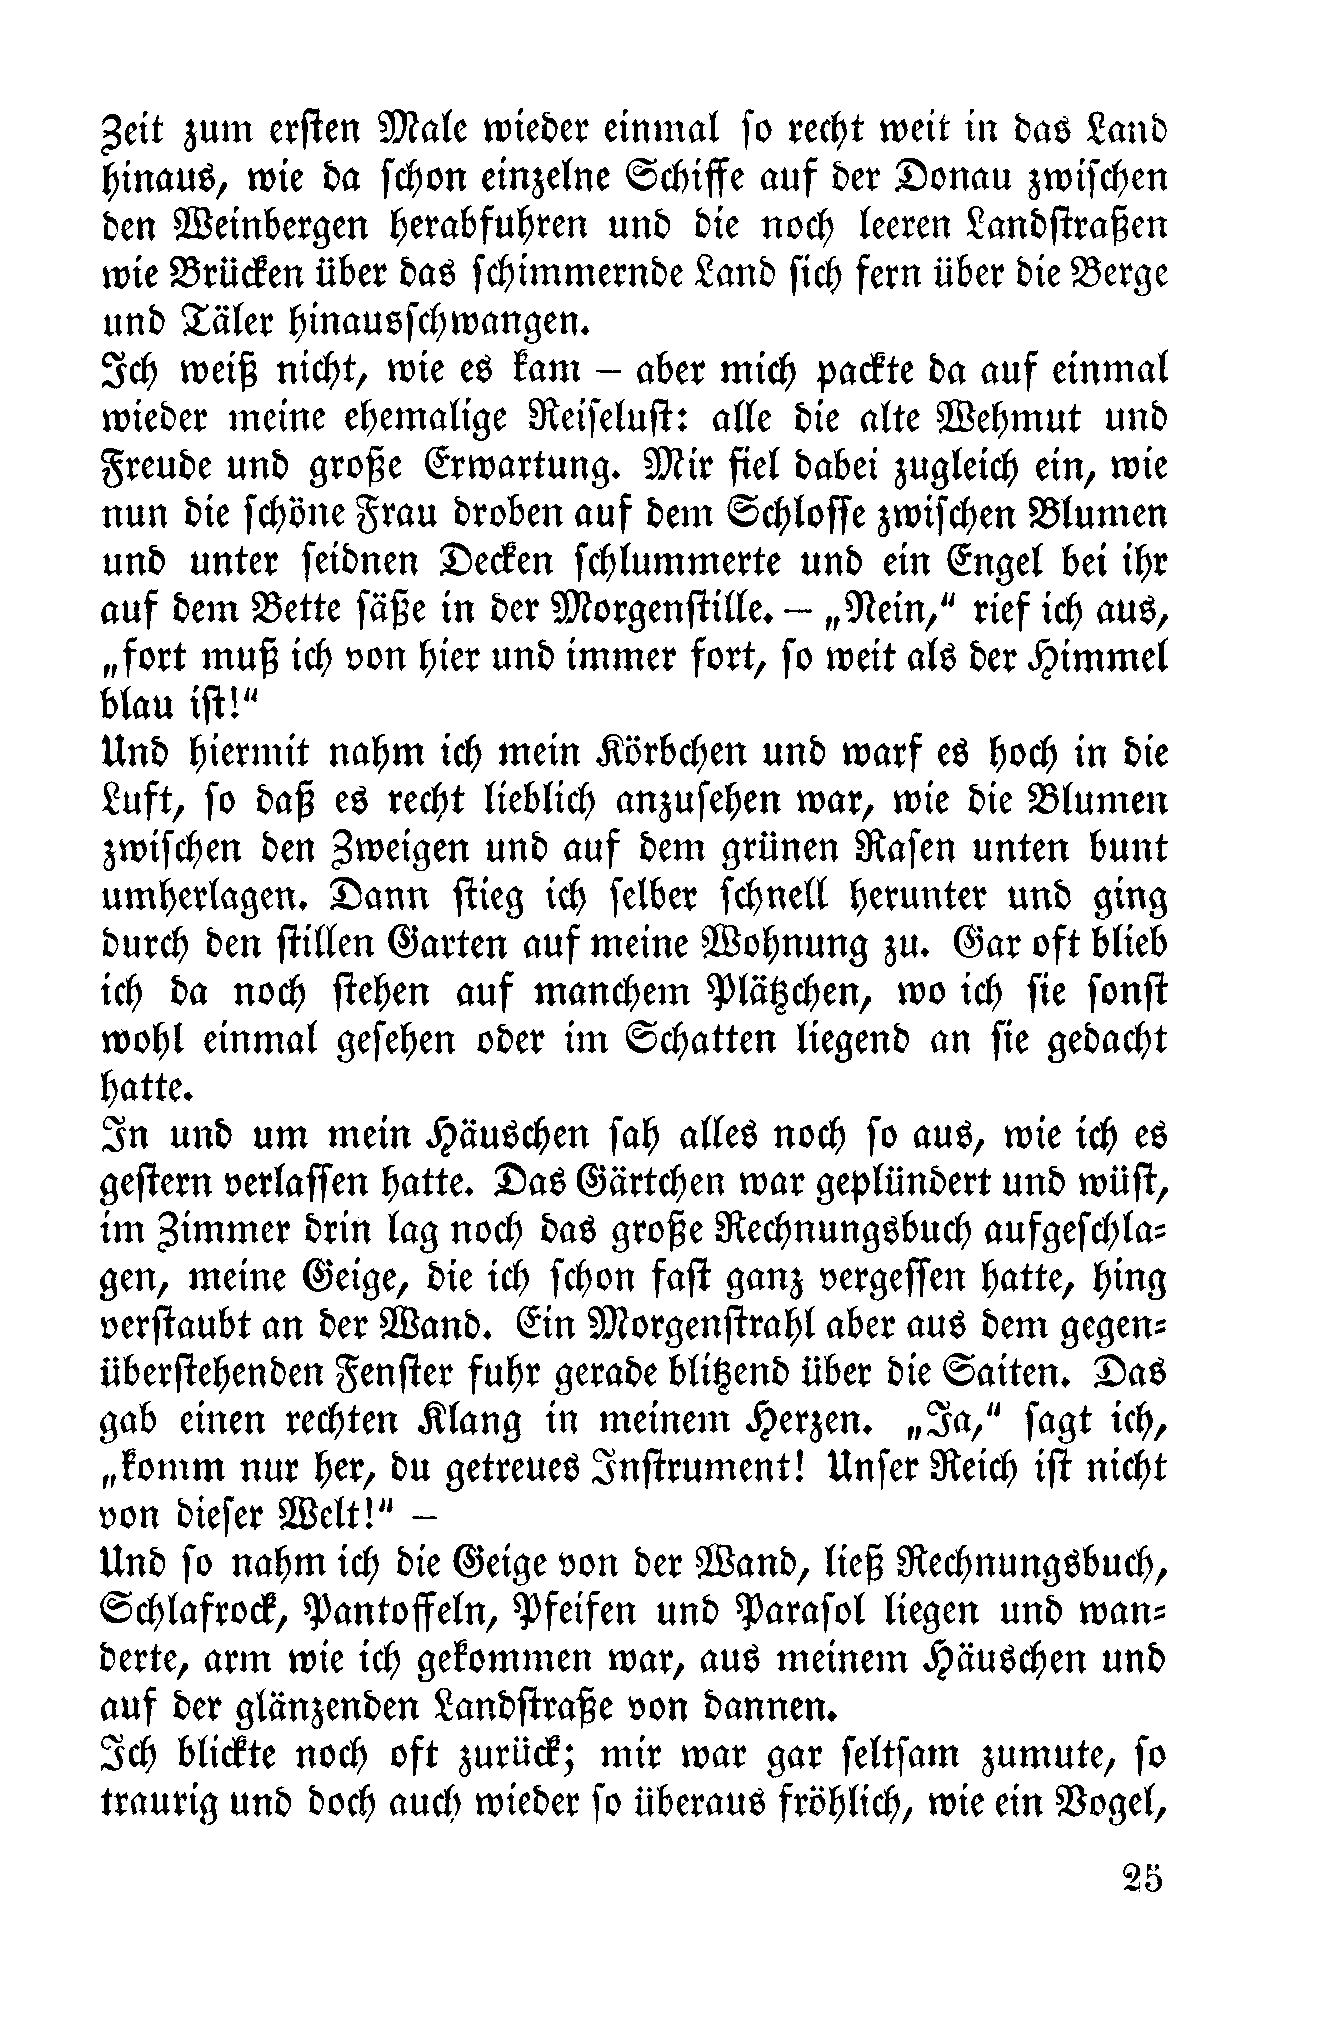 Zeit zum ersten Male wieder einmal so recht weit in das Land
hinaus, wie da schon einzelne Schiffe auf der Donau zwischen
den Weinbergen herabfuhren und die noch leeren Landstraßen
wie Brücken über das schimmernde Land sich fern über die Berge
und Täler hinausschwangen.
Ich weiß nicht, wie es kam – aber mich packte da auf einmal
wieder meine ehemalige Reiselust: alle die alte Wehmut und
Freude und große Erwartung. Mir fiel dabei zugleich ein, wie
nun die schöne Frau droben auf dem Schlosse zwischen Blumen
und unter seidnen Decken schlummerte und ein Engel bei ihr
auf dem Bette säße in der Morgenstille. – „Nein,“ rief ich aus,
„fort muß ich von hier und immer fort, so weit als der Himmel
blau ist!“
Und hiermit nahm ich mein Körbchen und warf es hoch in die
Luft, so daß es recht lieblich anzusehen war, wie die Blumen
zwischen den Zweigen und auf dem grünen Rasen unten bunt
umherlagen. Dann stieg ich selber schnell herunter und ging
durch den stillen Garten auf meine Wohnung zu. Gar oft blieb
ich da noch stehen auf manchem Plätzchen, wo ich sie sonst
wohl einmal gesehen oder im Schatten liegend an sie gedacht
hatte.
In und um mein Häuschen sah alles noch so aus, wie ich es
gestern verlassen hatte. Das Gärtchen war geplündert und wüst,
im Zimmer drin lag noch das große Rechnungsbuch aufgeschla-
gen, meine Geige, die ich schon fast ganz vergessen hatte, hing
verstaubt an der Wand. Ein Morgenstrahl aber aus dem gegen-
überstehenden Fenster fuhr gerade blitzend über die Saiten. Das
gab einen rechten Klang in meinem Herzen. „Ja,“ sagt ich,
„komm nur her, du getreues Instrument! Unser Reich ist nicht
von dieser Welt!“ –
Und so nahm ich die Geige von der Wand, ließ Rechnungsbuch,
Schlafrock, Pantoffeln, Pfeifen und Parasol liegen und wan-
derte, arm wie ich gekommen war, aus meinem Häuschen und
auf der glänzenden Landstraße von dannen.
Ich blickte noch oft zurück; mir war gar seltsam zumute, so
traurig und doch auch wieder so überaus fröhlich, wie ein Vogel,
25